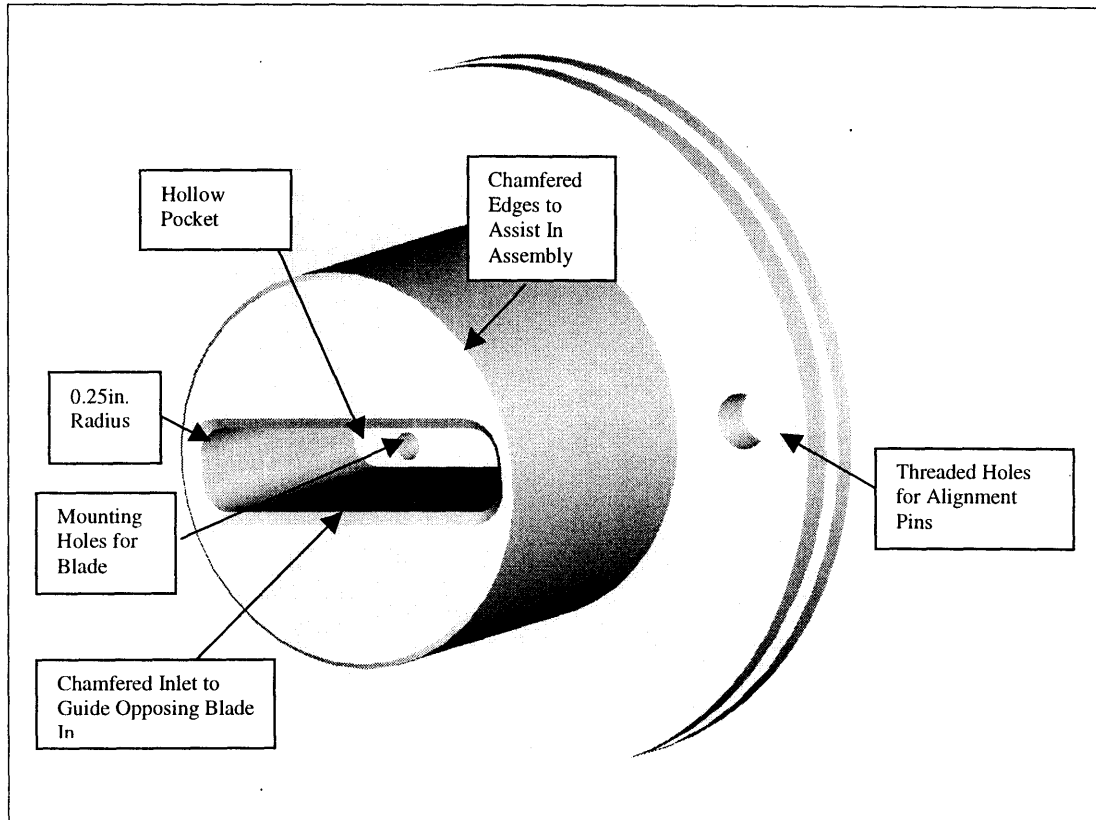 Hollow
Pocket
Chamfered
Edges to
Assist In
Assembly
0.25in.
Radius
Threaded Holes
for Alignment
Pins
Mounting
Holes for
Blade
Chamfered Inlet to
Guide Opposing Blade
In